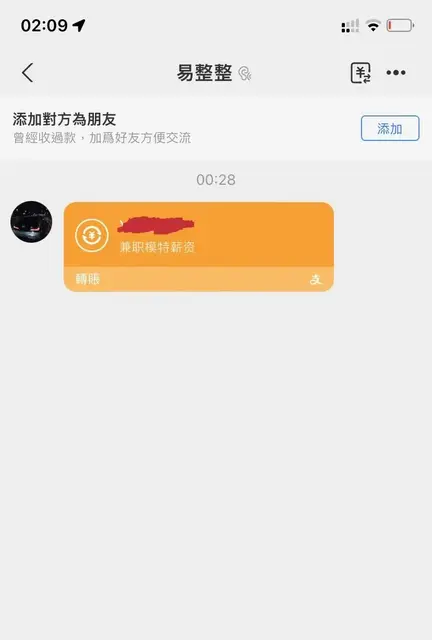 02:09
易整整
添加對方為朋友
曾經收過款，加爲好友方便交流
添加
00:28
兼职模特薪资
轉賬
支